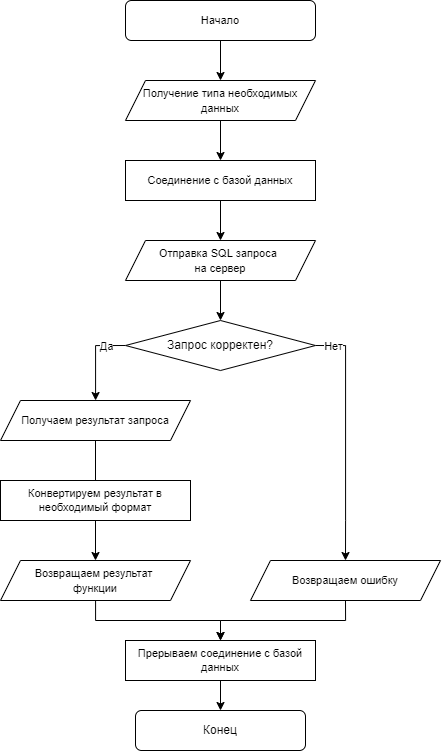 Начало
Получение типа необходимых
данных
Соединение с базой данных
Отправка SQL запроса
на сервер
Запрос корректен?
Да
Нет
Получаем результат запроса
Конвертируем результат в
необходимый формат
Возвращаем результат
функции
Возвращаем ошибку
Прерываем соединение с базой
данных
Конец